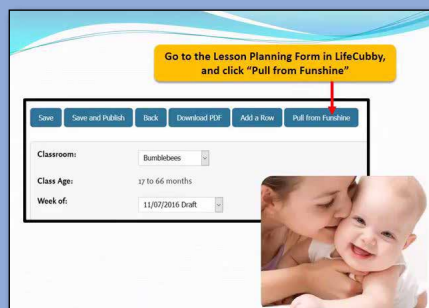 Go to the Lesson Planning Form in LifeCubby,
and click “Pull from Funshine”
Save Save and Publish Back Download PDF Add a Row Pull from Funshine
Classroom: Bumblebees
Class Age: 17 to 66 months
Week of: 11/07/2016 Draft